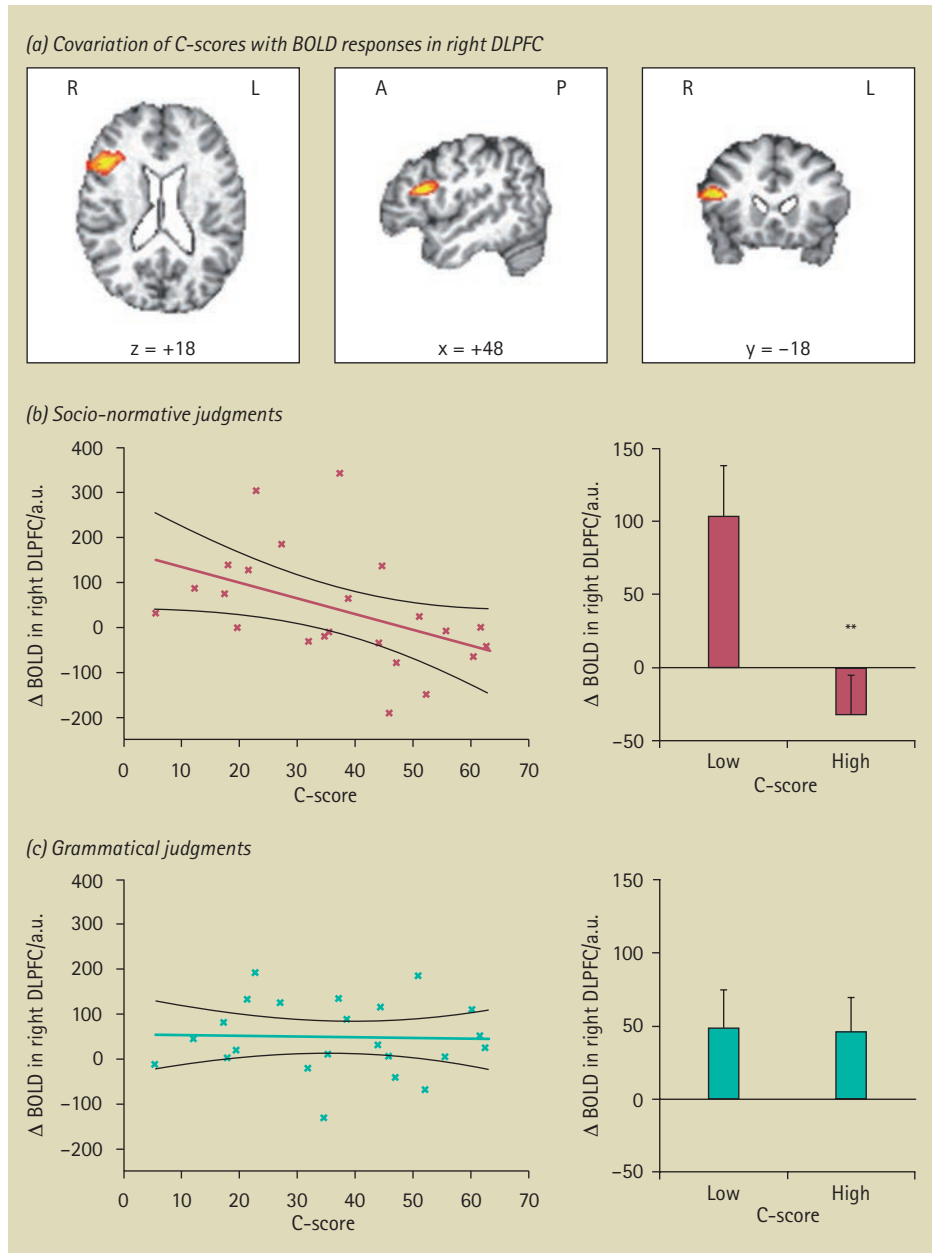 (a) Covariation of C-scores with BOLD responses in right DLPFC
R L
A P
R L
z = +18
x = +48
y = −18
(b) Socio-normative judgments
Δ BOLD in right DLPFC/a.u.
400
300
200
100
0
−100
−200
0 10 20 30 40 50 60 70
C-score
Δ BOLD in right DLPFC/a.u.
150
100
50
0
−50
**
Low High
C-score
(c) Grammatical judgments
Δ BOLD in right DLPFC/a.u.
400
300
200
100
0
−100
−200
0 10 20 30 40 50 60 70
C-score
Δ BOLD in right DLPFC/a.u.
150
100
50
0
−50
Low High
C-score